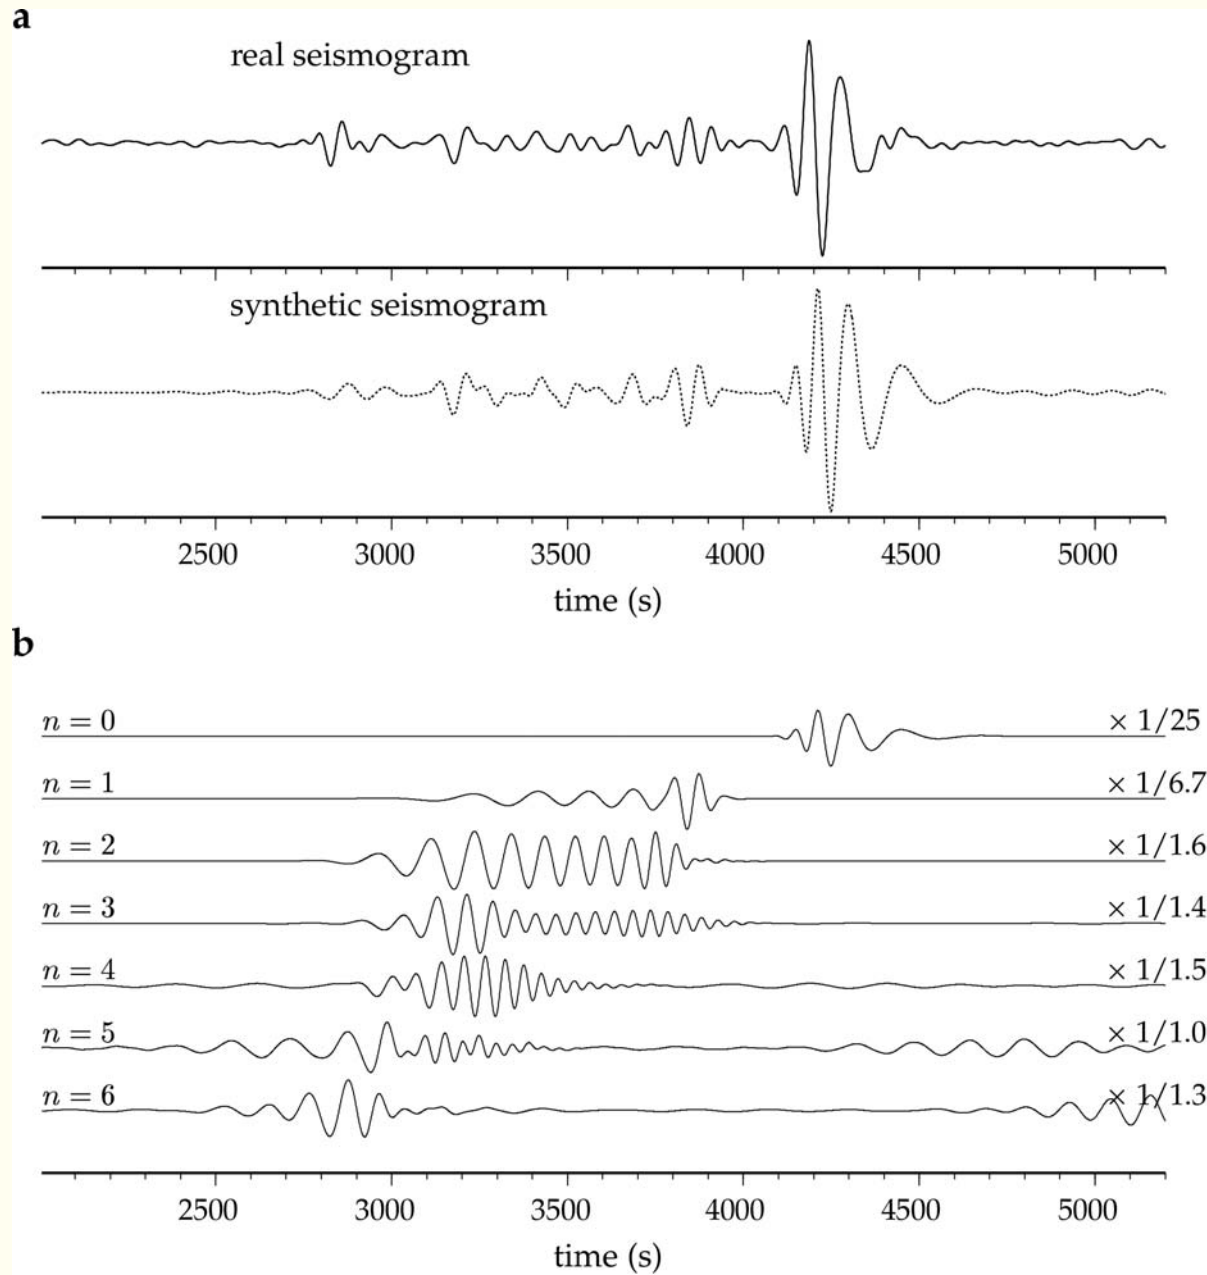 a
real seismogram
synthetic seismogram
2500 3000 3500 4000 4500 5000
time (s)
b
n = 0 × 1/25
n = 1 × 1/6.7
n = 2 × 1/1.6
n = 3 × 1/1.4
n = 4 × 1/1.5
n = 5 × 1/1.0
n = 6 × 1/1.3
2500 3000 3500 4000 4500 5000
time (s)